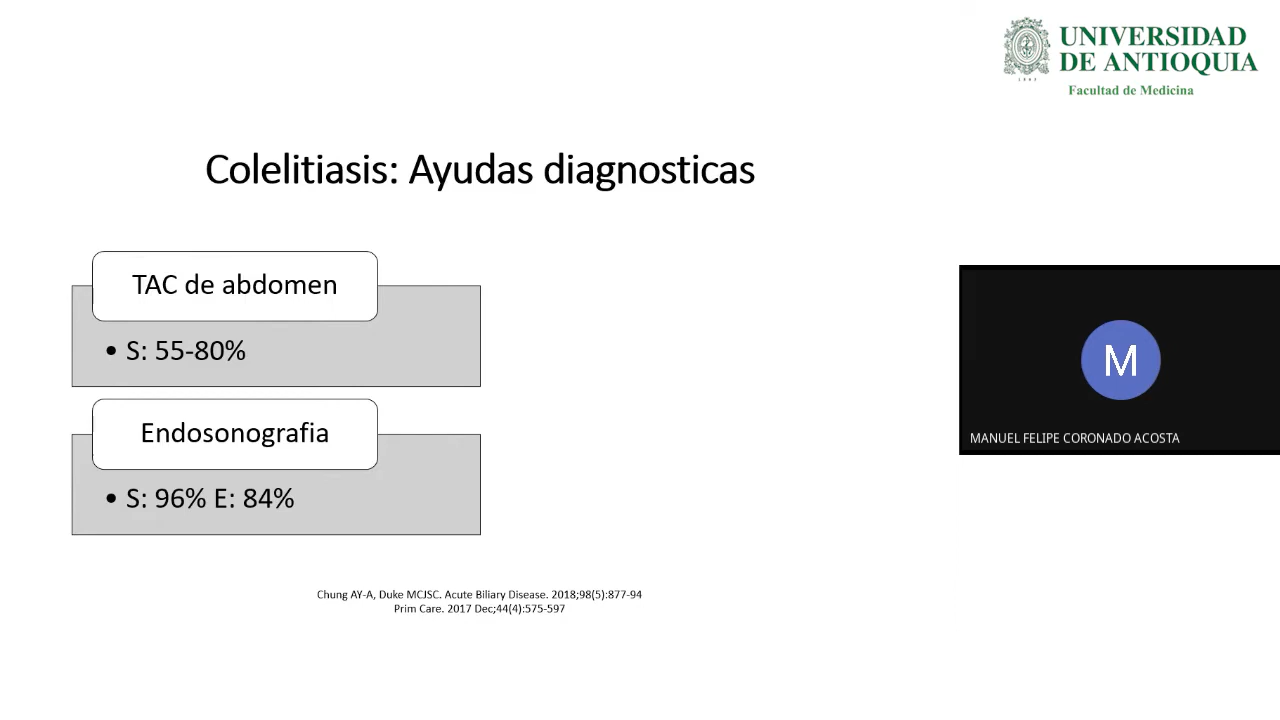 UNIVERSIDAD
DE ANTIOQUIA
1803
Facultad de Medicina
Colelitiasis: Ayudas diagnosticas
TAC de abdomen
• S: 55-80%
Endosonografia
• S: 96% E: 84%
M
MANUEL FELIPE CORONADO ACOSTA
Chung AY-A, Duke MCJSC. Acute Biliary Disease. 2018;98(5):877-94
Prim Care. 2017 Dec;44(4):575-597